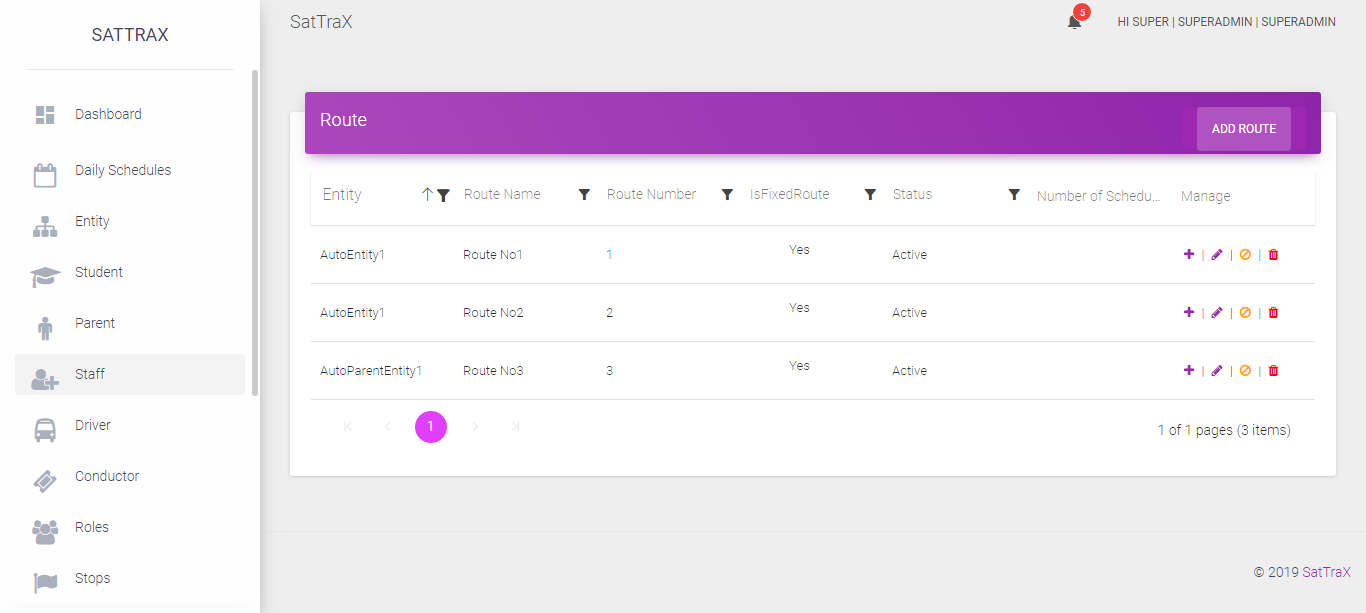 SATTRAX
Dashboard
Daily Schedules
Entity
Student
Parent
Staff
Driver
Conductor
Roles
Stops
SatTraX
5
HI SUPER | SUPERADMIN | SUPERADMIN
Route
ADD ROUTE
Entity Route Name Route Number IsFixedRoute Status Number of Schedu... Manage
AutoEntity1 Route No1 1 Yes Active | | |
AutoEntity1 Route No2 2 Yes Active | | |
AutoParentEntity1 Route No3 3 Yes Active | | |
1
1 of 1 pages (3 items)
© 2019 SatTraX